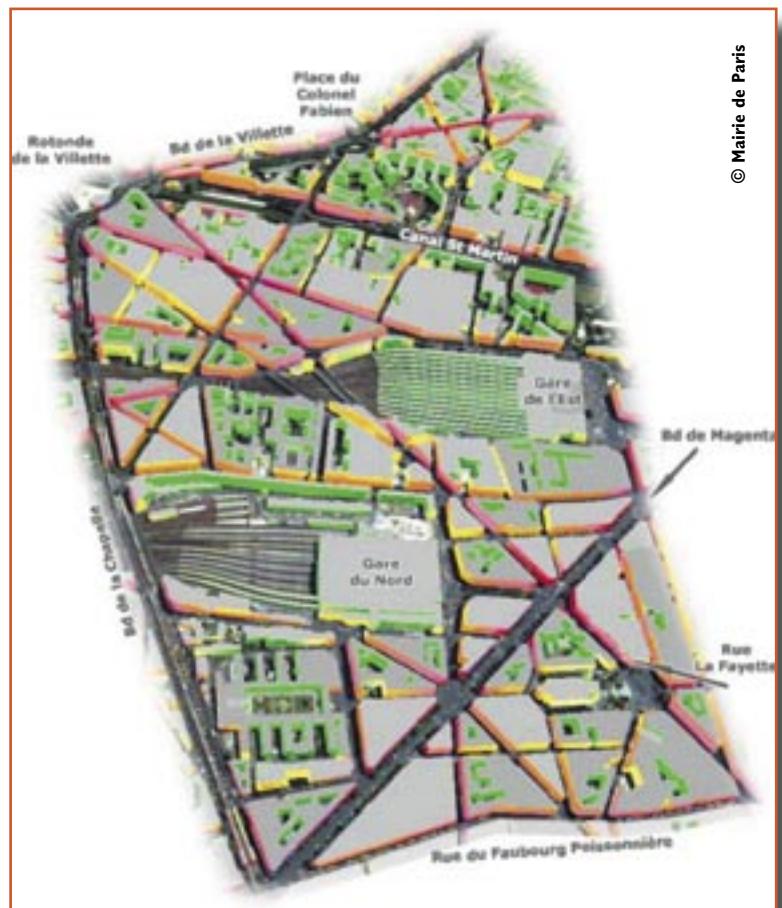 © Mairie de Paris
Place du
Colonel
Fabien
Rotonde
de la Villette
Bd de la Villette
Canal St Martin
Gare
de l'Est
Bd de Magenta
Bd de la Chapelle
Gare
du Nord
Rue
La Fayette
Rue du Faubourg Poissonnière